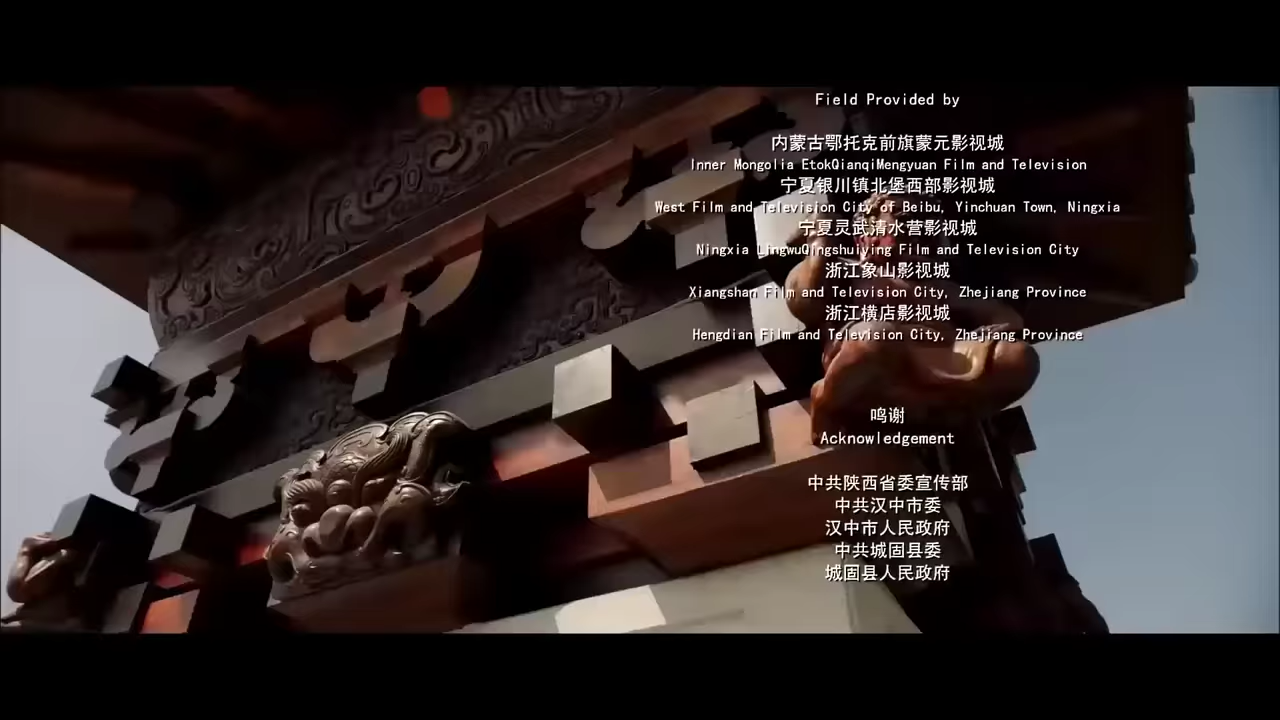 Field Provided by
内蒙古鄂托克前旗蒙元影视城
Inner Mongolia EtokQianqiMengyuan Film and Television
宁夏银川镇北堡西部影视城
West Film and Television City of Beibu, Yinchuan Town, Ningxia
宁夏灵武清水营影视城
Ningxia LingwuQingshuiying Film and Television City
浙江象山影视城
Xiangshan Film and Television City, Zhejiang Province
浙江横店影视城
Hengdian Film and Television City, Zhejiang Province
鸣谢
Acknowledgement
中共陕西省委宣传部
中共汉中市委
汉中市人民政府
中共城固县委
城固县人民政府